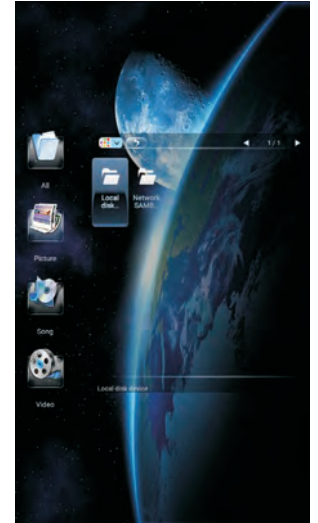 1/1
All
Local
disk...
Network
SAMB...
Picture
Song
Local disk device
Video